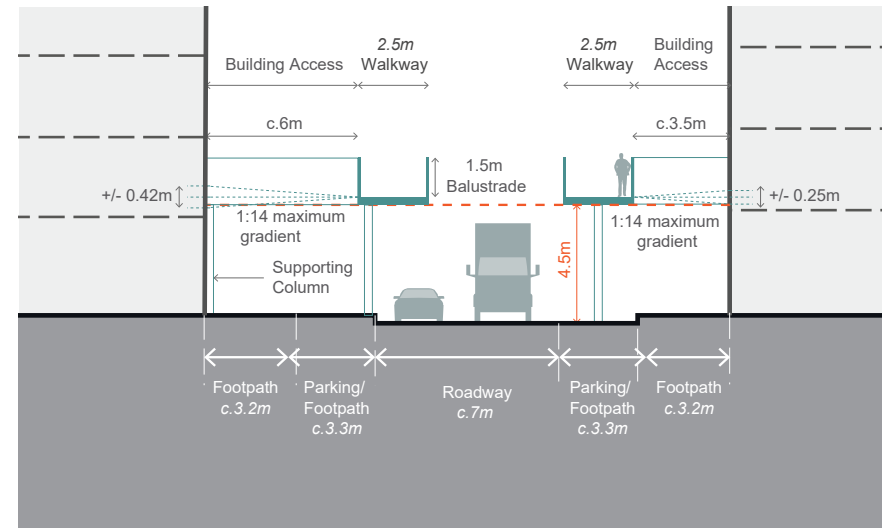 Building Access
2.5m
Walkway
2.5m
Walkway
Building
Access
c.6m
c.3.5m
1.5m
Balustrade
+/- 0.42m
+/- 0.25m
1:14 maximum
gradient
1:14 maximum
gradient
4.5m
Supporting
Column
Footpath
c.3.2m
Parking/
Footpath
c.3.3m
Roadway
c.7m
Parking/
Footpath
c.3.3m
Footpath
c.3.2m